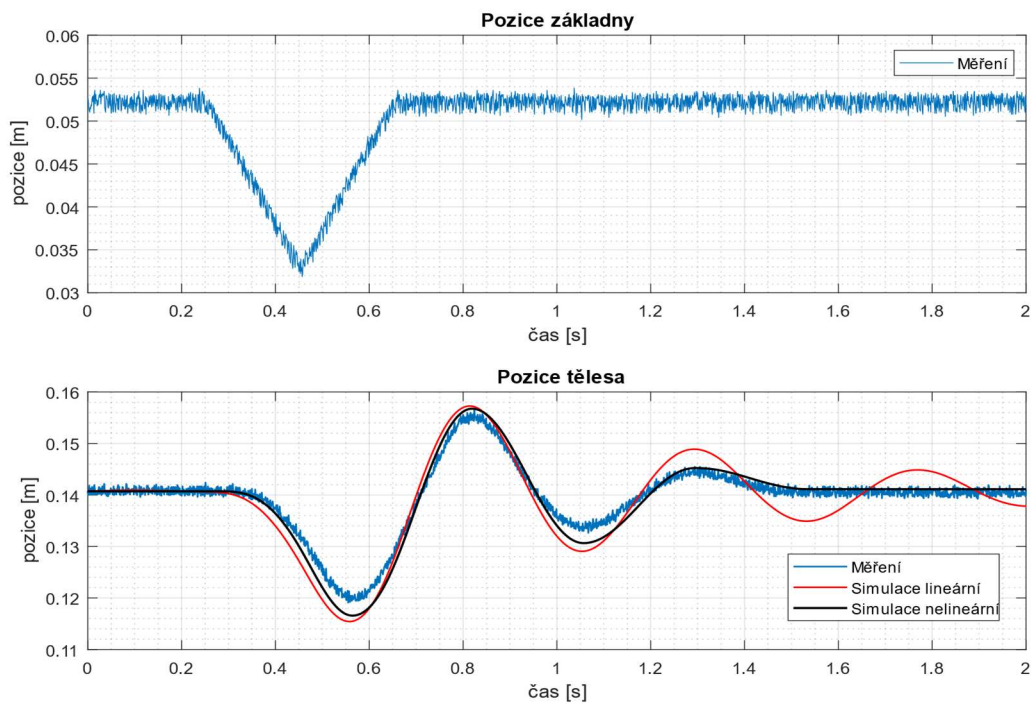 Pozice základny
0.06
0.055
0.05
0.045
0.04
0.035
0.03
pozice [m]
Měření
0 0.2 0.4 0.6 0.8 1 1.2 1.4 1.6 1.8 2
čas [s]
Pozice tělesa
0.16
0.15
0.14
0.13
0.12
0.11
pozice [m]
Měření
Simulace lineární
Simulace nelineární
0 0.2 0.4 0.6 0.8 1 1.2 1.4 1.6 1.8 2
čas [s]